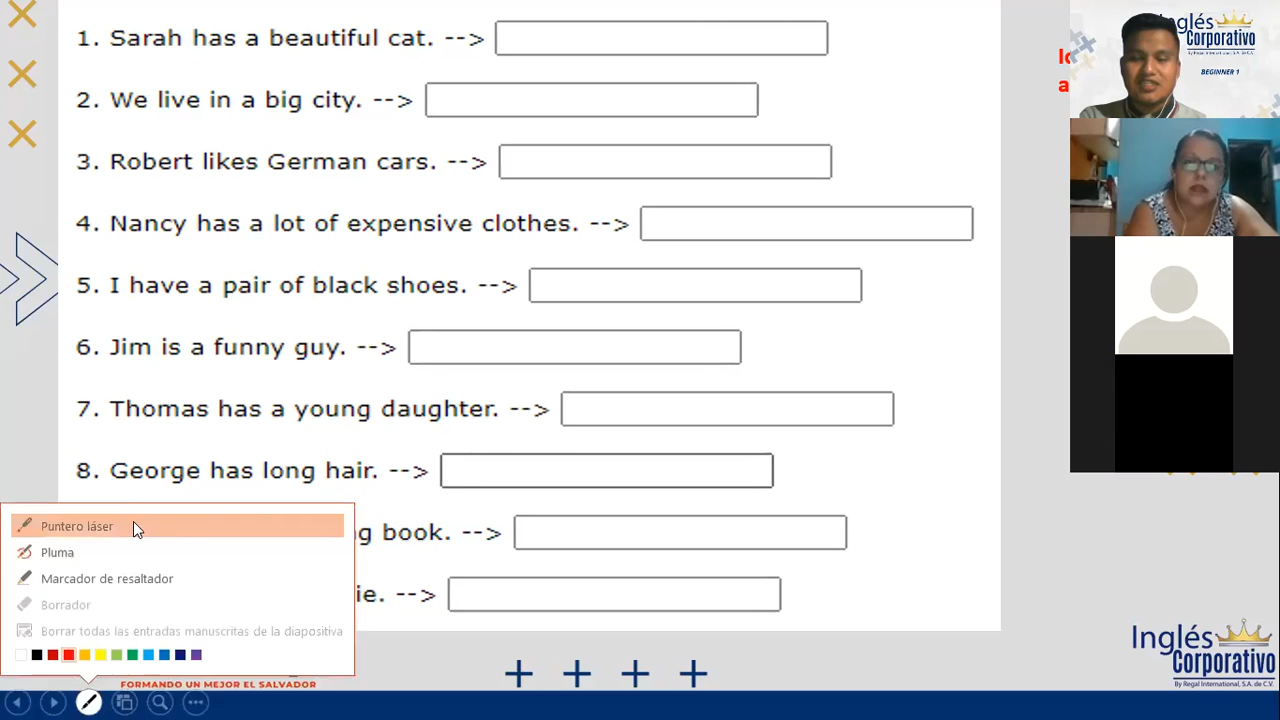 1. Sarah has a beautiful cat. -->
2. We live in a big city. -->
3. Robert likes German cars. -->
4. Nancy has a lot of expensive clothes. -->
5. I have a pair of black shoes. -->
6. Jim is a funny guy. -->
7. Thomas has a young daughter. -->
8. George has long hair. -->
g book. -->
ie. -->
Puntero láser
Pluma
Marcador de resaltador
Borrador
Borrar todas las entradas manuscritas de la diapositiva
FORMANDO UN MEJOR EL SALVADOR
Inglés
Corporativo
By Regal International, S.A. de C.V.
BEGINNER 1
Inglés
Corporativo
By Regal International, S.A. de C.V.